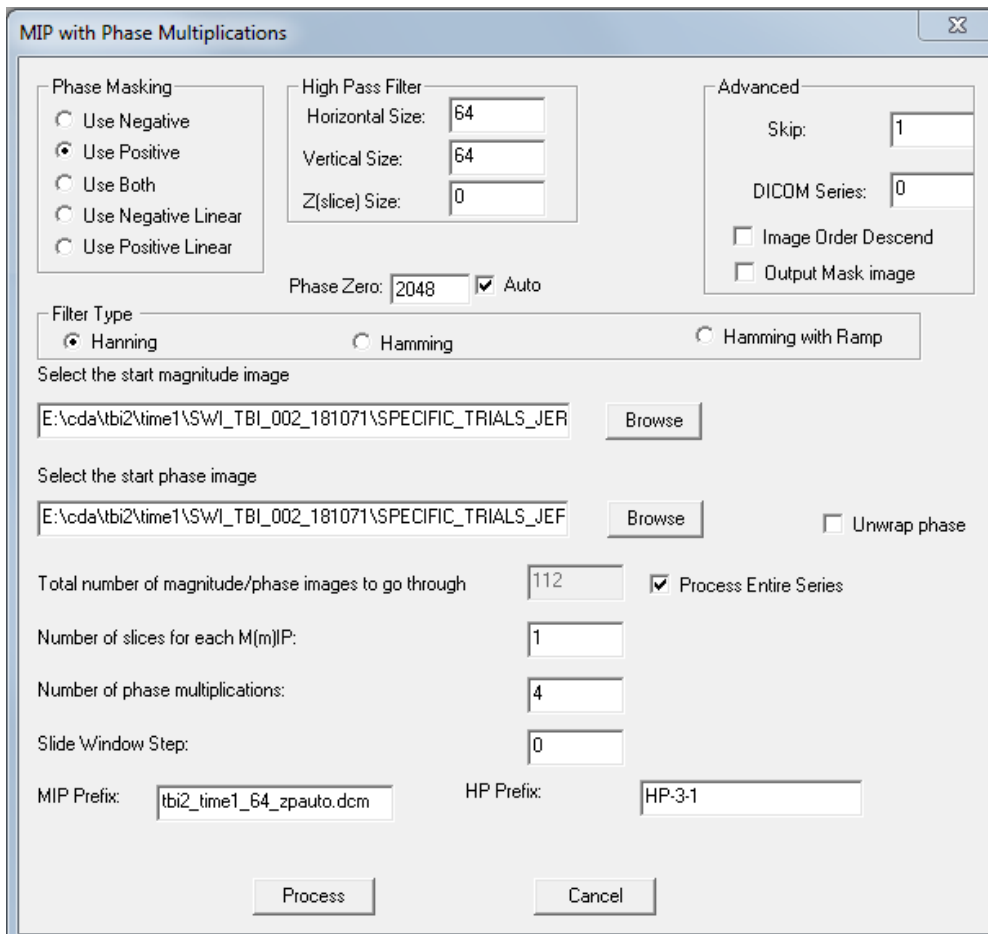 MIP with Phase Multiplications
Phase Masking
Use Negative
Use Positive
Use Both
Use Negative Linear
Use Positive Linear
High Pass Filter
Horizontal Size: 64
Vertical Size: 64
Z(slice) Size: 0
Advanced
Skip: 1
DICOM Series: 0
Image Order Descend
Output Mask image
Phase Zero: 2048 Auto
Filter Type
Hanning Hamming Hamming with Ramp
Select the start magnitude image
E:\cda\tbi2\time1\SWI_TBI_002_181071\SPECIFIC_TRIALS_JER Browse
Select the start phase image
E:\cda\tbi2\time1\SWI_TBI_002_181071\SPECIFIC_TRIALS_JEF Browse Unwrap phase
Total number of magnitude/phase images to go through 112 Process Entire Series
Number of slices for each M(m)IP: 1
Number of phase multiplications: 4
Slide Window Step: 0
MIP Prefix: tbi2_time1_64_zpauto.dcm HP Prefix: HP-3-1
Process Cancel